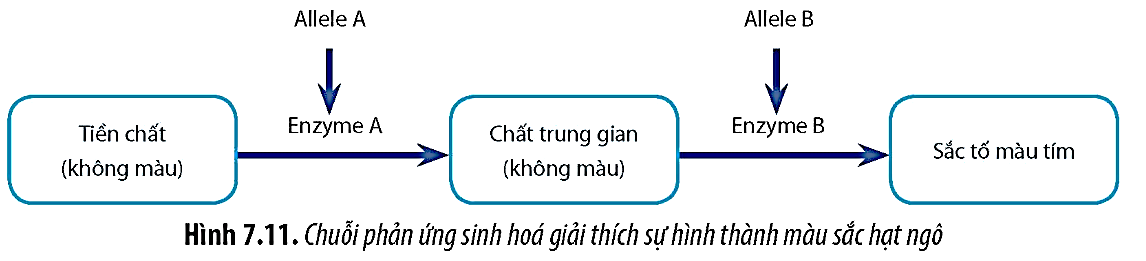 Allele A
Allele B
Tiền chất
(không màu)
Enzyme A
Chất trung gian
(không màu)
Enzyme B
Sắc tố màu tím
Hình 7.11. Chuỗi phản ứng sinh hoá giải thích sự hình thành màu sắc hạt ngô